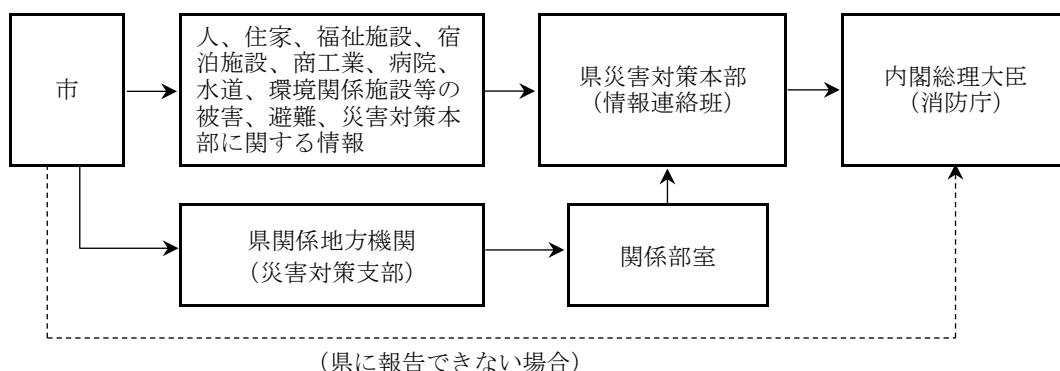 市
人、住家、福祉施設、宿
泊施設、商工業、病院、
水道、環境関係施設等の
被害、避難、災害対策本
部に関する情報
県災害対策本部
（情報連絡班）
内閣総理大臣
（消防庁）
県関係地方機関
（災害対策支部）
関係部室
（県に報告できない場合）